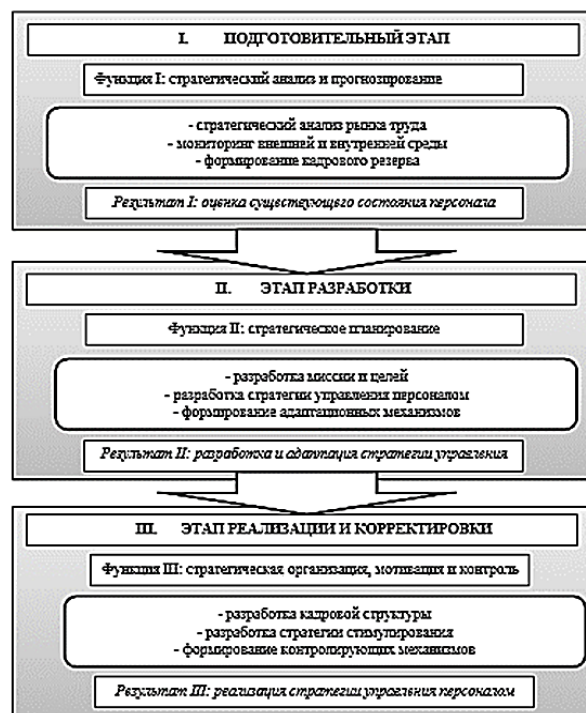 I. ПОДГОТОВИТЕЛЬНЫЙ ЭТАП
Функция I: стратегический анализ и прогнозирование
- стратегический анализ рынка труда
- мониторинг внешней и внутренней среды
- формирование кадрового резерва
Результат I: оценка существующего состояния персонала
II. ЭТАП РАЗРАБОТКИ
Функция II: стратегическое планирование
- разработка миссии и целей
- разработка стратегии управления персоналом
- формирование адаптационных механизмов
Результат II: разработка и адаптация стратегии управления
III. ЭТАП РЕАЛИЗАЦИИ И КОРРЕКТИРОВКИ
Функция III: стратегическая организация, мотивация и контроль
- разработка кадровой структуры
- разработка стратегии стимулирования
- формирование контролирующих механизмов
Результат III: реализация стратегии управления персоналом